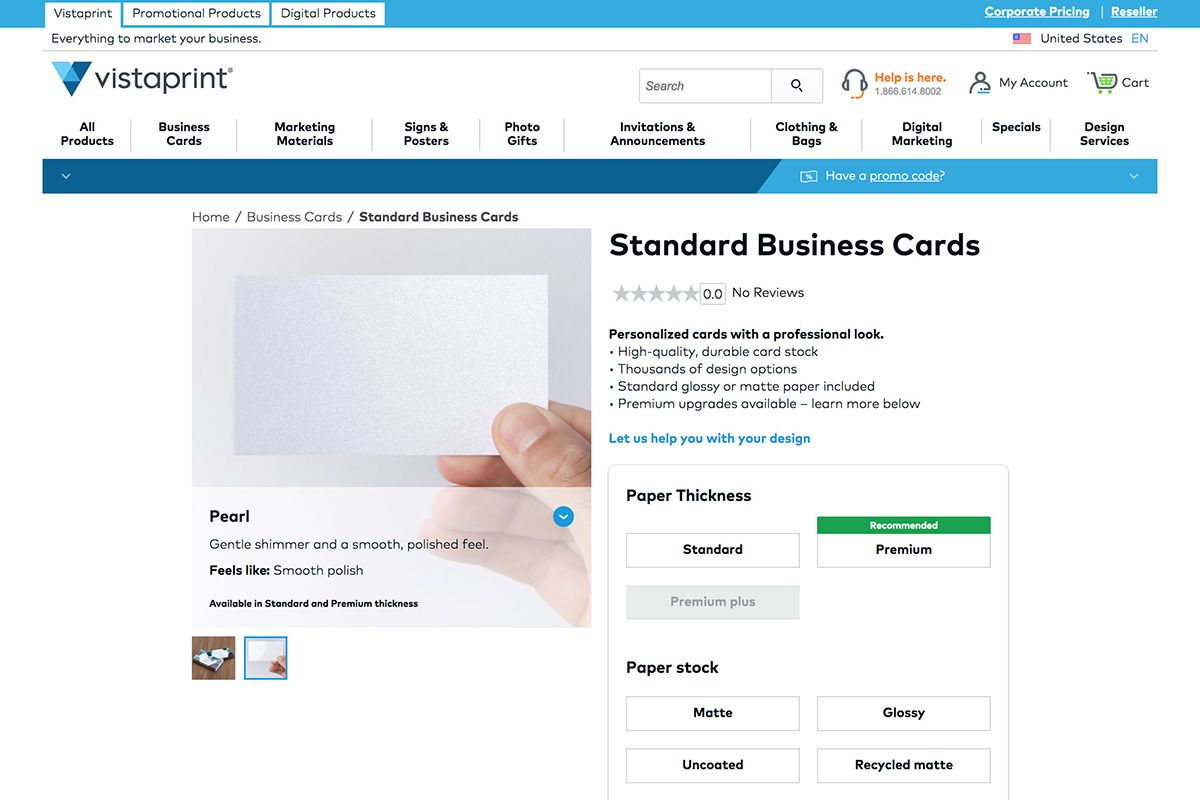 Vistaprint
Promotional Products
Digital Products
Corporate Pricing | Reseller
Everything to market your business.
United States EN
vistaprint®
Search
Help is here.
1.866.614.8002
My Account
Cart
All Products
Business Cards
Marketing Materials
Signs & Posters
Photo Gifts
Invitations & Announcements
Clothing & Bags
Digital Marketing
Specials
Design Services
Have a promo code?
Home / Business Cards / Standard Business Cards
Standard Business Cards
0.0 No Reviews
Personalized cards with a professional look.
• High-quality, durable card stock
• Thousands of design options
• Standard glossy or matte paper included
• Premium upgrades available – learn more below
Let us help you with your design
Pearl
Gentle shimmer and a smooth, polished feel.
Feels like: Smooth polish
Available in Standard and Premium thickness
Paper Thickness
Standard
Recommended
Premium
Premium plus
Paper stock
Matte
Glossy
Uncoated
Recycled matte